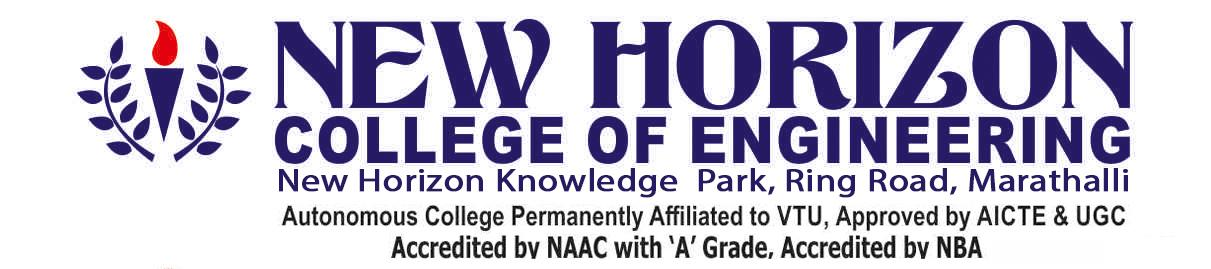 NEW HORIZON
COLLEGE OF ENGINEERING
New Horizon Knowledge Park, Ring Road, Marathalli
Autonomous College Permanently Affiliated to VTU, Approved by AICTE & UGC
Accredited by NAAC with ‘A’ Grade, Accredited by NBA